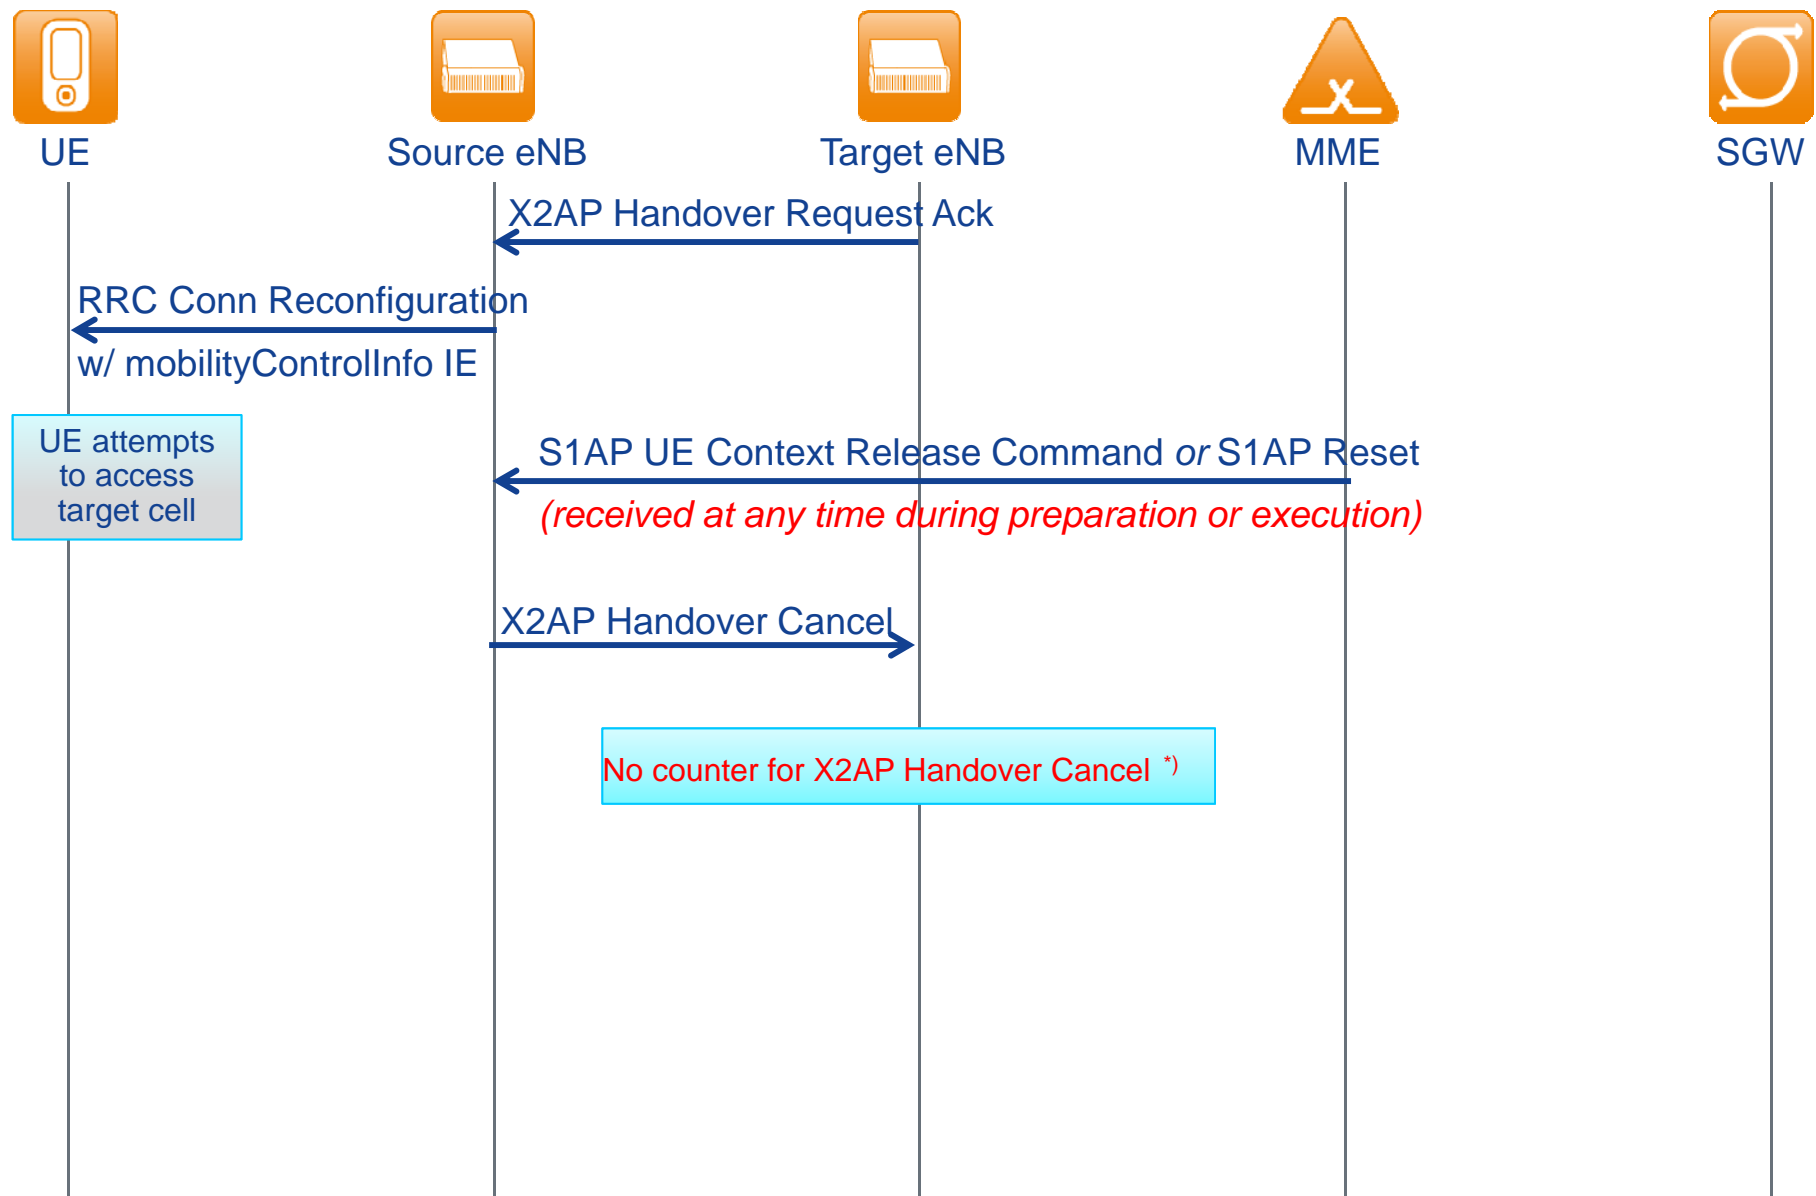 UE
Source eNB
Target eNB
MME
SGW
X2AP Handover Request Ack
RRC Conn Reconfiguration
w/ mobilityControlInfo IE
UE attempts
to access
target cell
S1AP UE Context Release Command or S1AP Reset
(received at any time during preparation or execution)
X2AP Handover Cancel
No counter for X2AP Handover Cancel *)